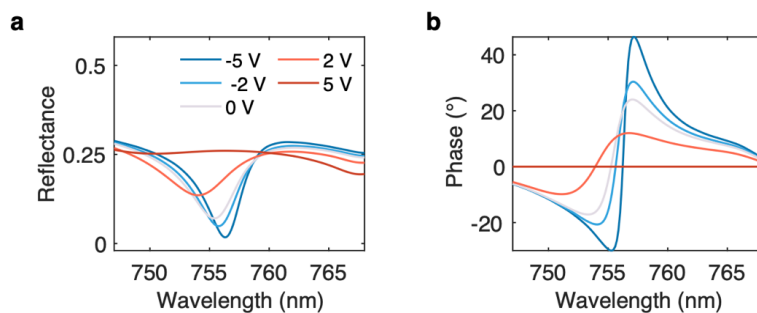 a
Reflectance
0.5
0.25
0
-5 V
-2 V
0 V
2 V
5 V
750
755
760
765
Wavelength (nm)
b
Phase (°)
40
20
0
-20
750
755
760
765
Wavelength (nm)